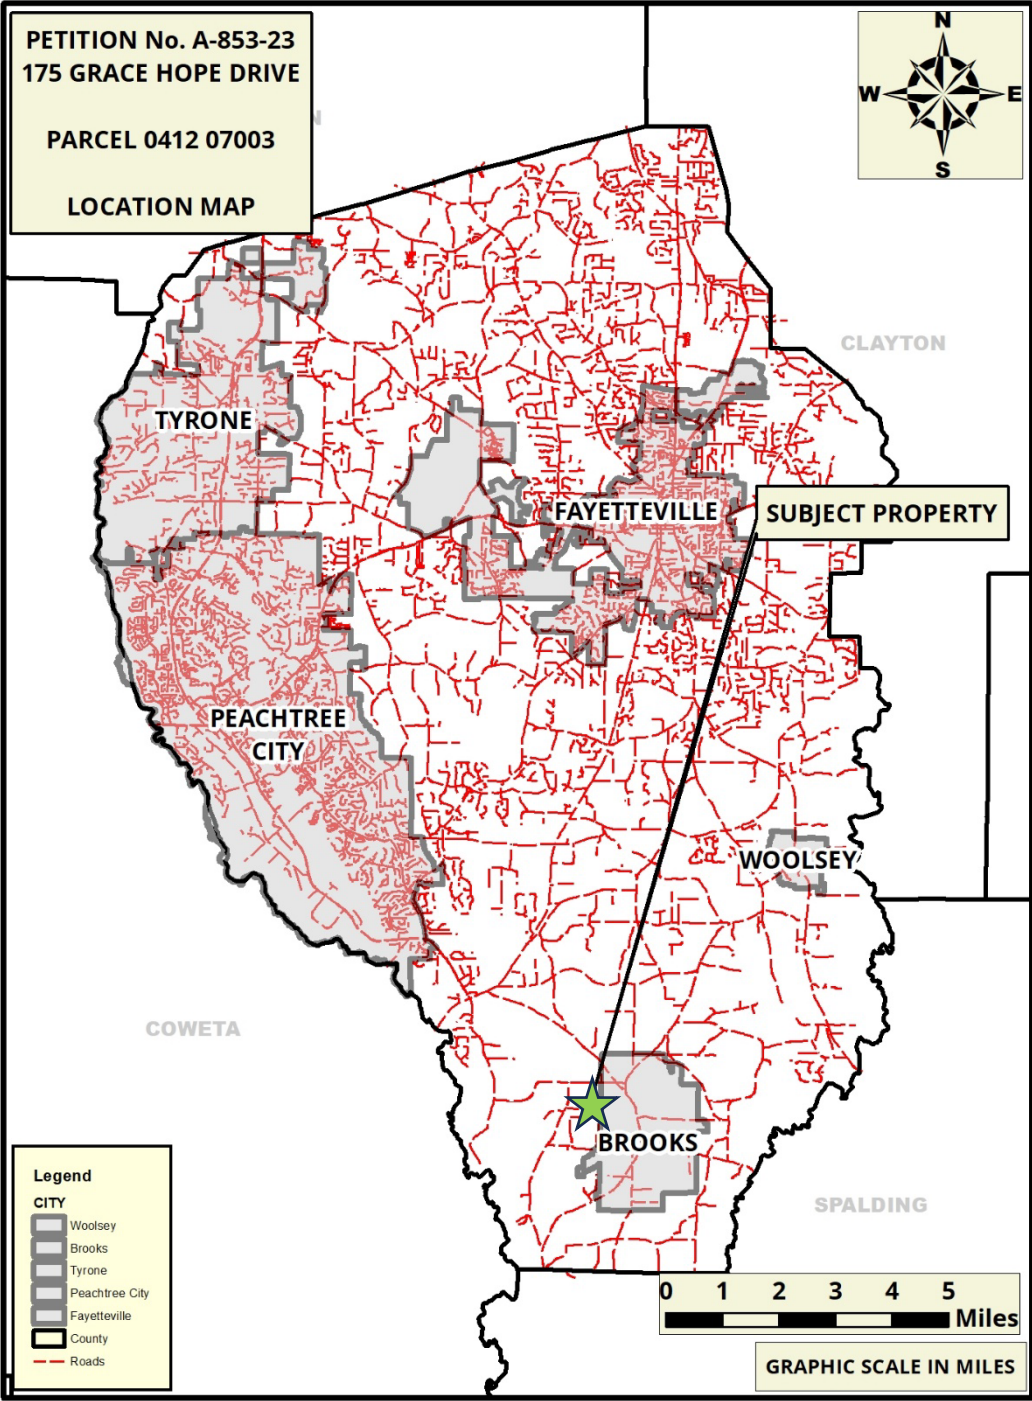 PETITION No. A-853-23
175 GRACE HOPE DRIVE
PARCEL 0412 07003
LOCATION MAP
N
W
E
S
CLAYTON
TYRONE
FAYETTEVILLE
SUBJECT PROPERTY
PEACHTREE
CITY
WOOLSEY
COWETA
BROOKS
SPALDING
Legend
CITY
Woolsey
Brooks
Tyrone
Peachtree City
Fayetteville
County
Roads
0 1 2 3 4 5
Miles
GRAPHIC SCALE IN MILES